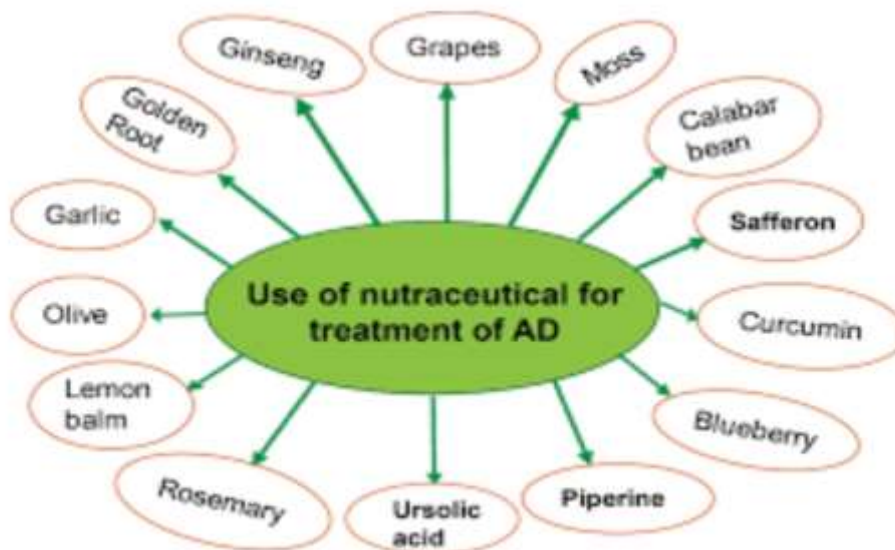 Ginseng
Grapes
Moss
Golden
Root
Calabar
bean
Garlic
Safferon
Use of nutraceutical for
treatment of AD
Olive
Curcumin
Lemon
balm
Blueberry
Rosemary
Ursolic
acid
Piperine